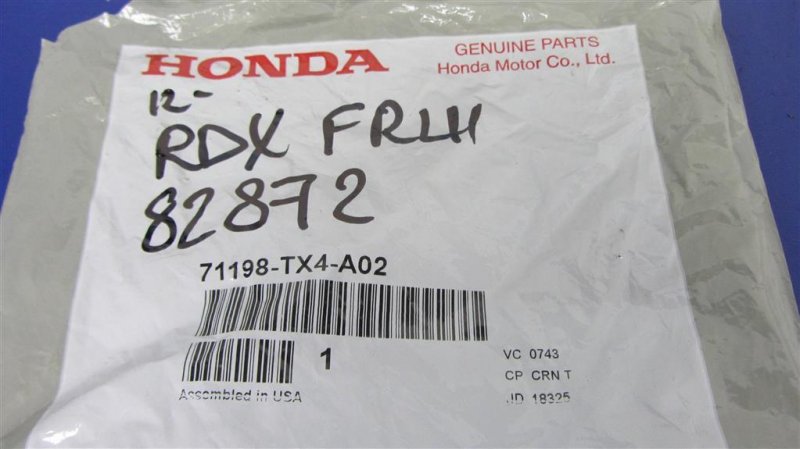 HONDA
GENUINE PARTS
Honda Motor Co., Ltd.
12-
RDX FRLH
82872
71198-TX4-A02
1
VC 0743
CP CRN T
JD 18325
Assembled in USA